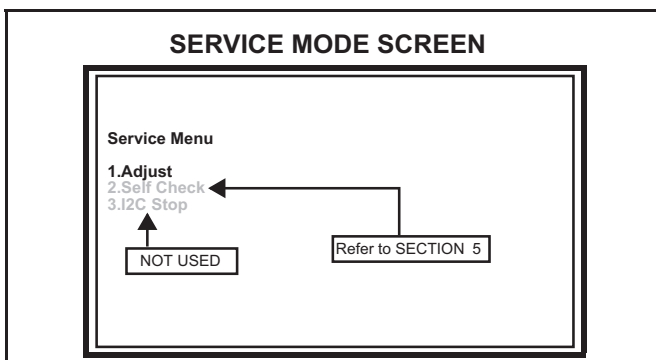 SERVICE MODE SCREEN
Service Menu
1.Adjust
2.Self Check
3.I2C Stop
NOT USED
Refer to SECTION 5